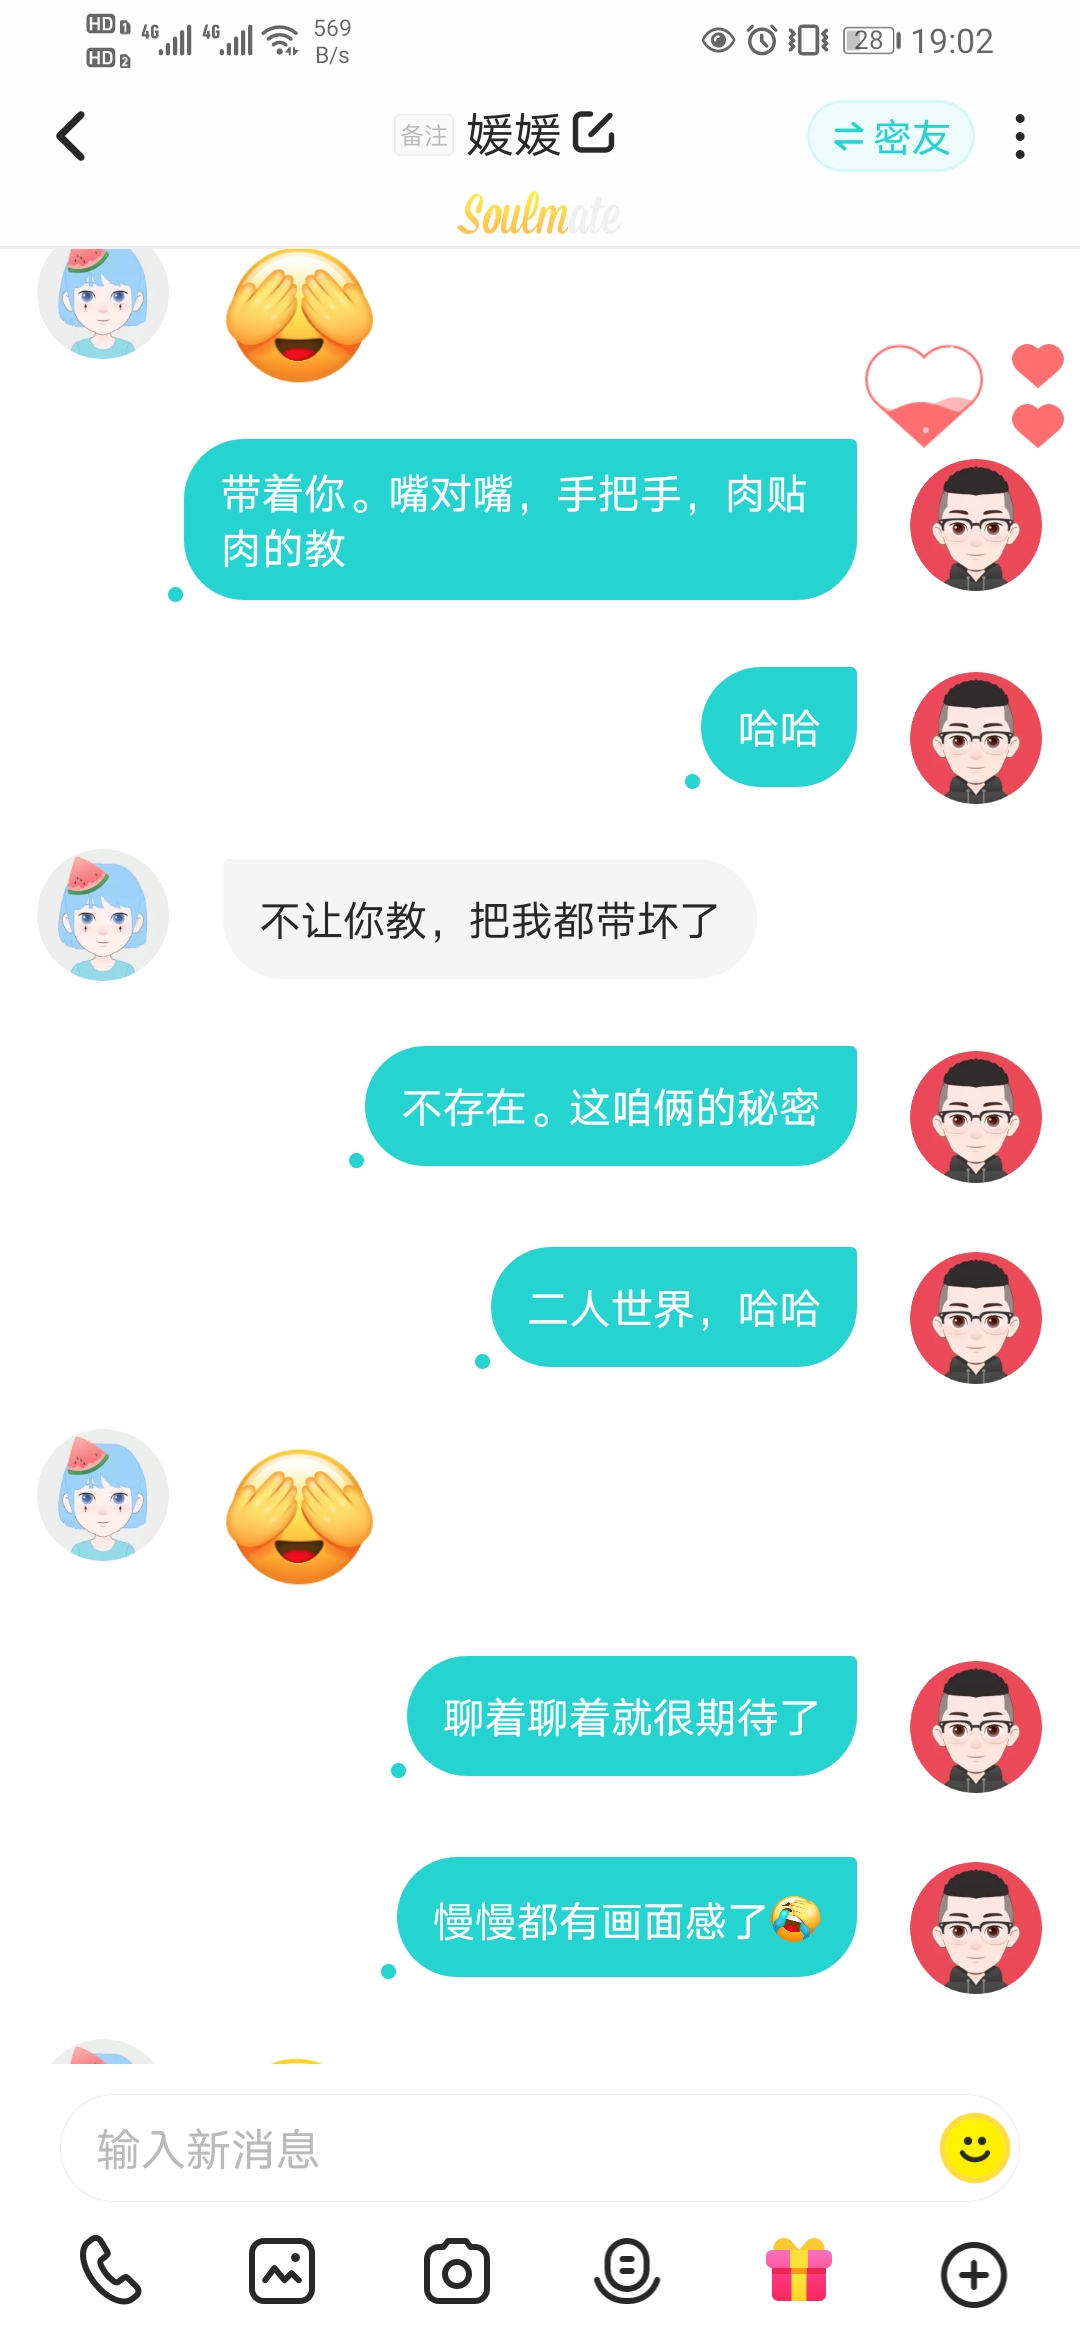 HD 1 4G 4G 569
HD 2 B/s
28 19:02
备注 媛媛
密友
Soulmate
带着你。嘴对嘴，手把手，肉贴
肉的教
哈哈
不让你教，把我都带坏了
不存在。这咱俩的秘密
二人世界，哈哈
聊着聊着就很期待了
慢慢都有画面感了
输入新消息